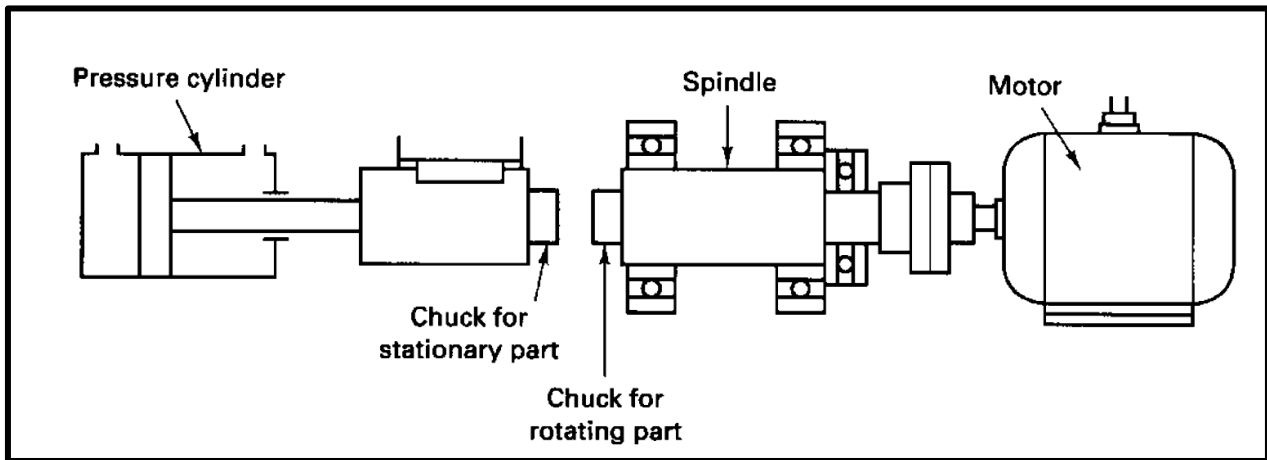 Pressure cylinder
Spindle
Motor
Chuck for
stationary part
Chuck for
rotating part